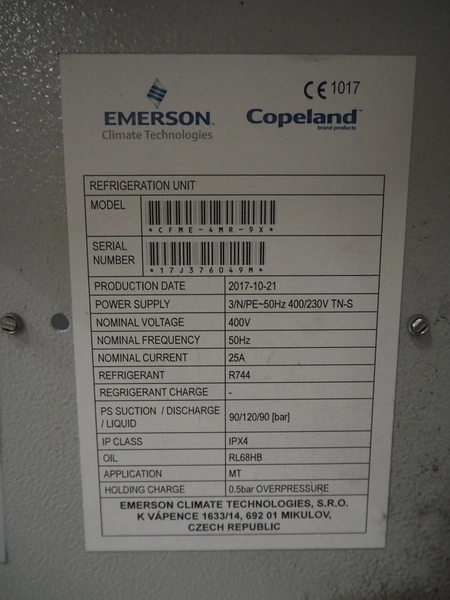 CE 1017
EMERSON
Climate Technologies
Copeland™
brand products
REFRIGERATION UNIT
MODEL
*CFME-4MR-9X*
SERIAL NUMBER
*17J376049M*
PRODUCTION DATE 2017-10-21
POWER SUPPLY 3/N/PE~50Hz 400/230V TN-S
NOMINAL VOLTAGE 400V
NOMINAL FREQUENCY 50Hz
NOMINAL CURRENT 25A
REFRIGERANT R744
REGRIGERANT CHARGE -
PS SUCTION / DISCHARGE
/ LIQUID 90/120/90 [bar]
IP CLASS IPX4
OIL RL68HB
APPLICATION MT
HOLDING CHARGE 0.5bar OVERPRESSURE
EMERSON CLIMATE TECHNOLOGIES, S.R.O.
K VÁPENCE 1633/14, 692 01 MIKULOV,
CZECH REPUBLIC